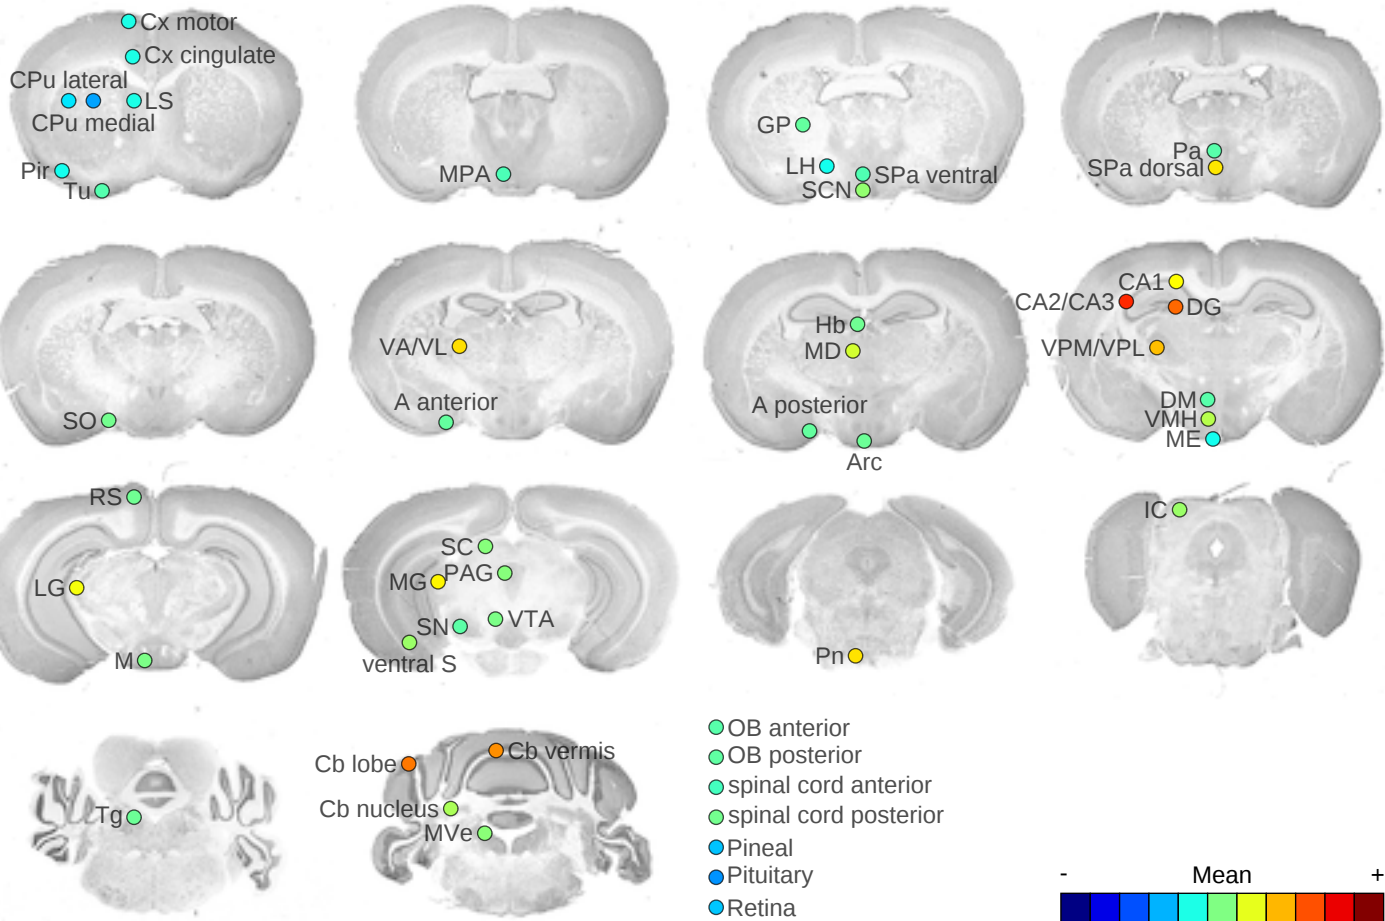 Cx motor
Cx cingulate
CPu lateral
LS
CPu medial
Pir
Tu
MPA
GP
LH
SPa ventral
SCN
Pa
SPa dorsal
SO
VA/VL
A anterior
Hb
MD
A posterior
Arc
CA1
CA2/CA3
DG
VPM/VPL
DM
VMH
ME
RS
LG
M
SC
MG
PAG
SN
VTA
ventral S
Pn
IC
Tg
Cb lobe
Cb vermis
Cb nucleus
MVe
OB anterior
OB posterior
spinal cord anterior
spinal cord posterior
Pineal
Pituitary
Retina
- Mean +